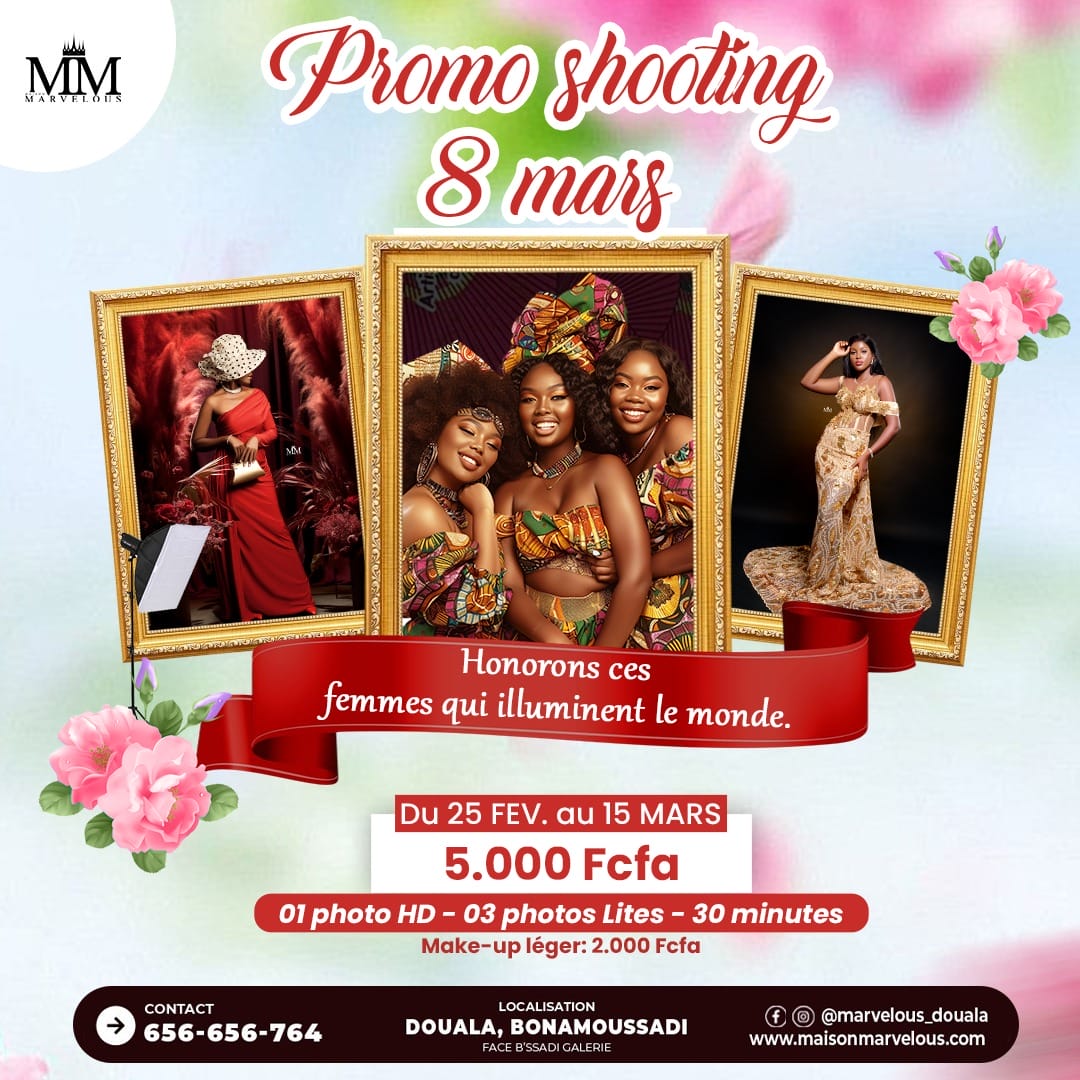 MM
MARVELOUS
Promo shooting
8 mars
MM
MM
Honorons ces
femmes qui illuminent le monde.
Du 25 FEV. au 15 MARS
5.000 Fcfa
01 photo HD - 03 photos Lites - 30 minutes
Make-up léger: 2.000 Fcfa
CONTACT
656-656-764
LOCALISATION
DOUALA, BONAMOUSSADI
FACE B'SSADI GALERIE
@marvelous_douala
www.maisonmarvelous.com